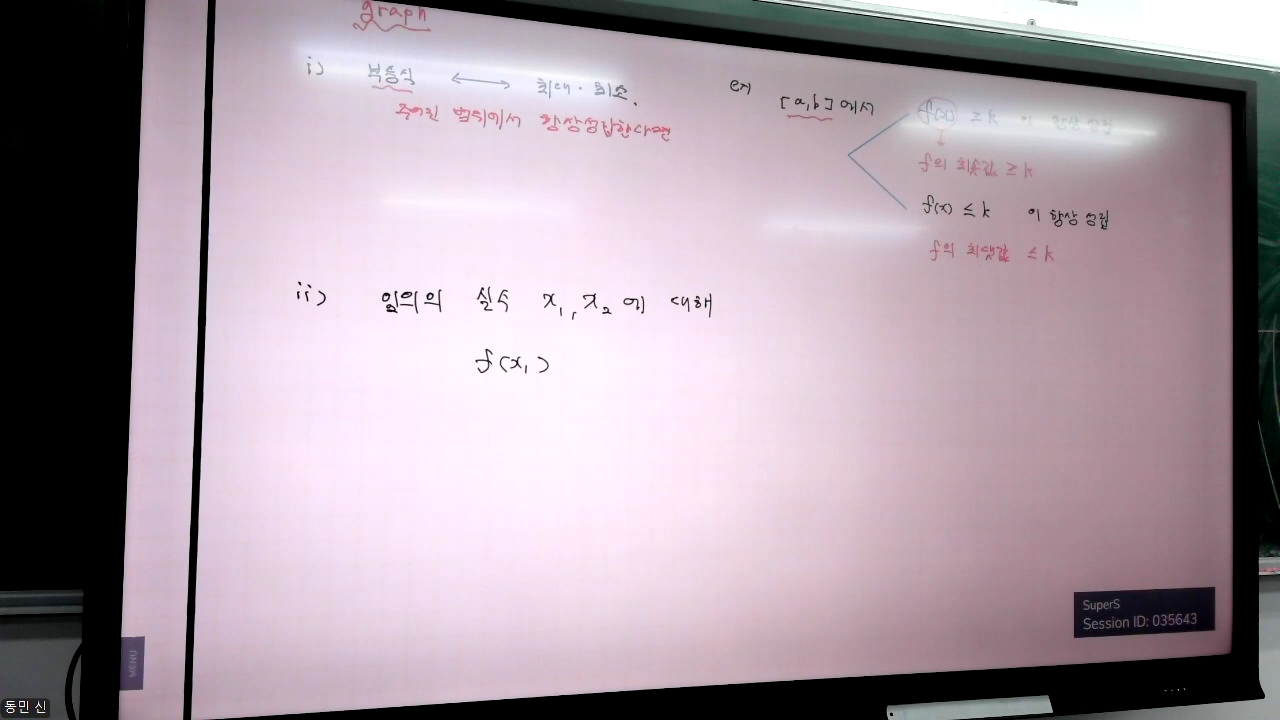 graph
i) 부등식 ↔ 최대·최소.
주어진 범위에서 항상성립한다면
ex [a,b]에서
f(x) ≥ k 이 항상 성립
f의 최솟값 ≥ k
f(x) ≤ k 이 항상 성립
f의 최댓값 ≤ k
ii) 임의의 실수 x₁, x₂에 대해
f(x₁)
SuperS
Session ID: 035643
MENU
동민 신